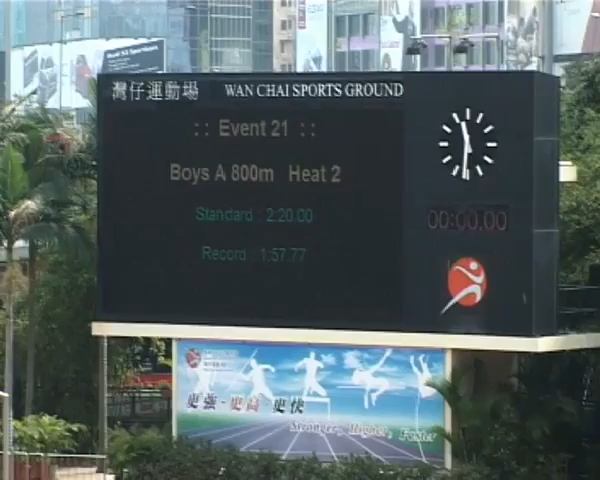 灣仔運動場 WAN CHAI SPORTS GROUND
: : Event 21 : :
Boys A 800m Heat 2
Standard : 2:20.00
Record : 1:57.77
00:00.00
更強·更高 更快
Stronger, Higher, Faster